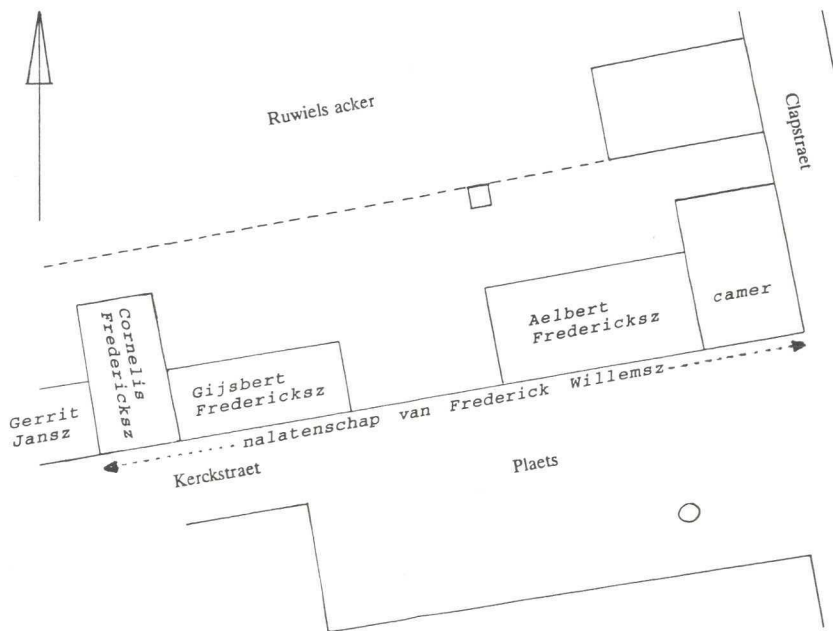 Ruwiels acker
Clapstraet
camer
Aelbert
Fredericksz
Cornelis
Fredericksz
Gijsbert
Fredericksz
Gerrit
Jansz
nalatenschap van Frederick Willemsz
Kerckstraet
Plaets